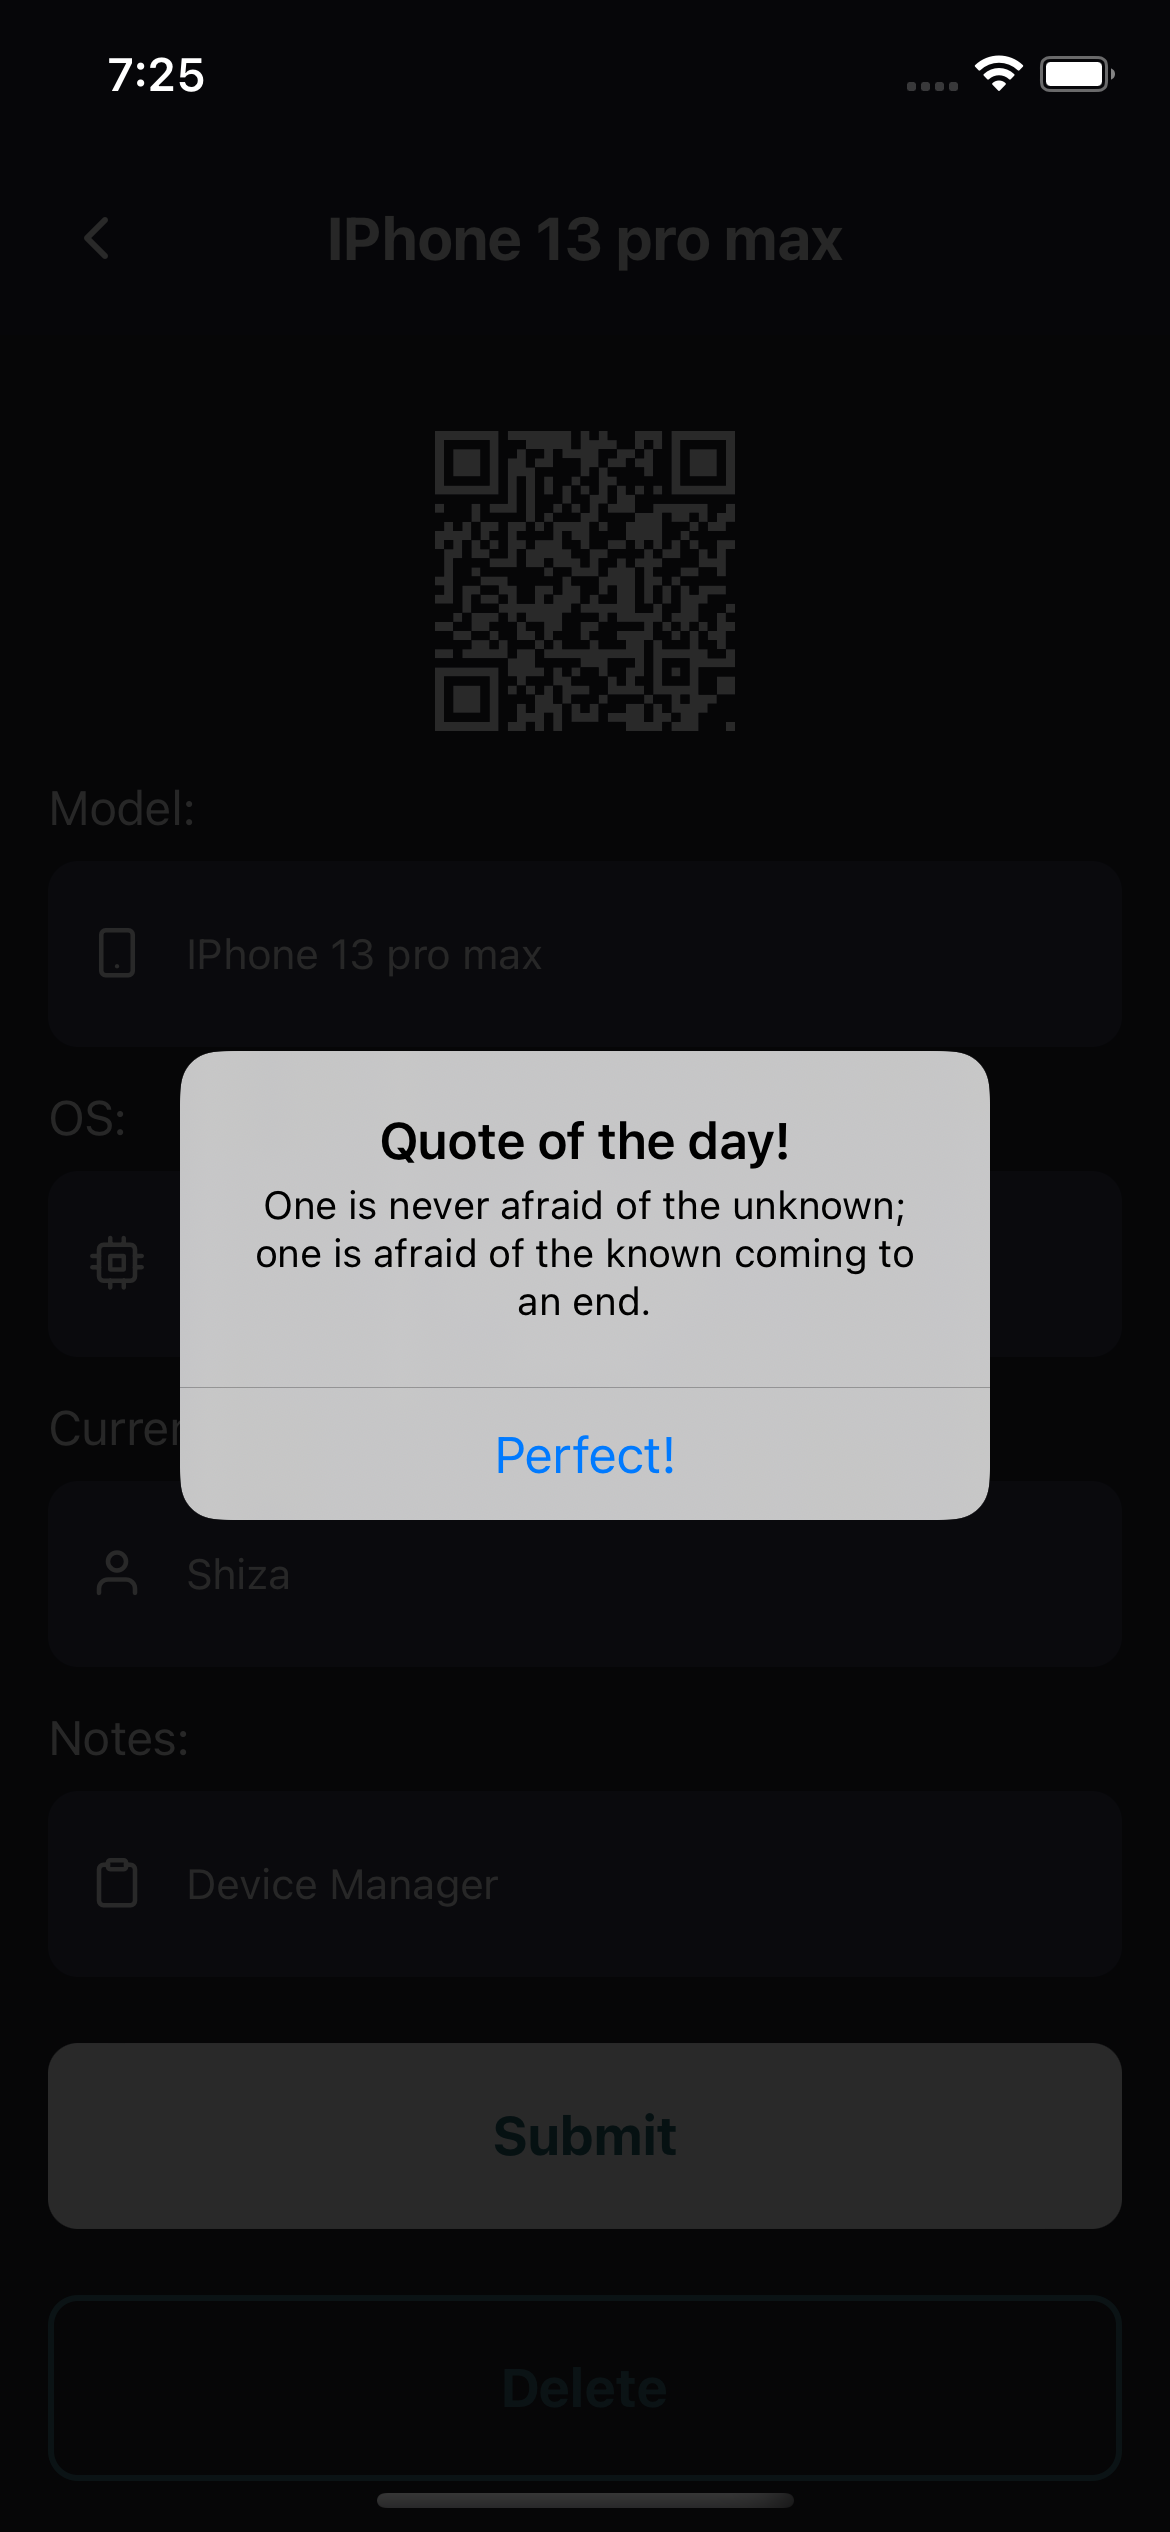 7:25
IPhone 13 pro max
Model:
IPhone 13 pro max
OS:
Quote of the day!
One is never afraid of the unknown;
one is afraid of the known coming to
an end.
Perfect!
Shiza
Notes:
Device Manager
Submit
Delete